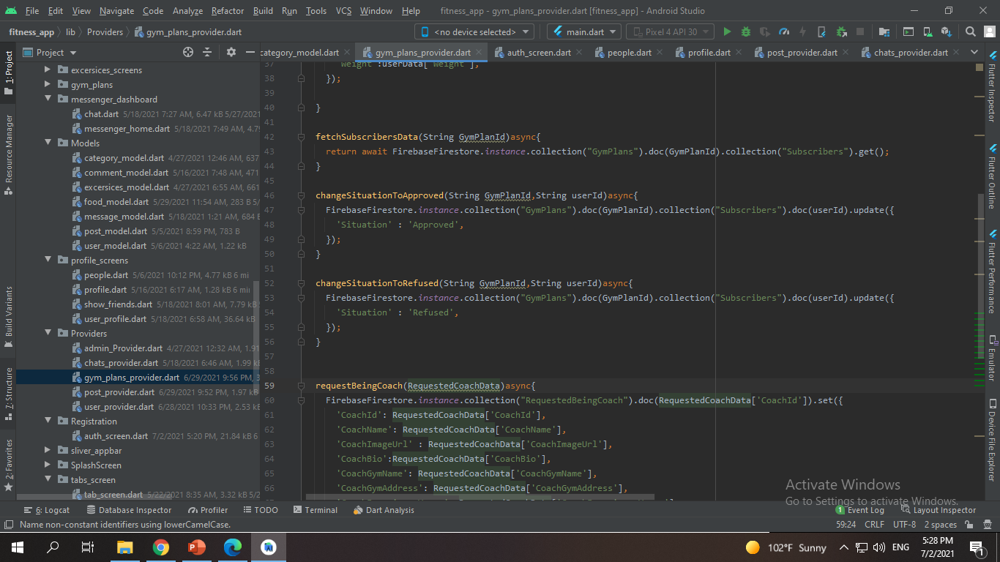 File Edit View Navigate Code Analyze Refactor Build Run Tools VCS Window Help fitness_app - gym_plans_provider.dart [fitness_app] - Android Studio
fitness_app lib Providers gym_plans_provider.dart <no device selected> main.dart Pixel 4 API 30
Project category_model.dart gym_plans_provider.dart auth_screen.dart people.dart profile.dart post_provider.dart chats_provider.dart
1: Project
Resource Manager
Build Variants
7: Structure
2: Favorites
excersices_screens
gym_plans
messenger_dashboard
chat.dart 5/18/2021 7:27 AM, 6.47 kB 5/27/2021
messenger_home.dart 5/18/2021 7:49 AM, 4.79
Models
category_model.dart 4/27/2021 12:46 AM, 637
comment_model.dart 5/16/2021 7:48 AM, 471
excersices_model.dart 4/27/2021 6:55 AM, 661
food_model.dart 5/29/2021 11:54 AM, 283 B 5/
message_model.dart 5/18/2021 1:21 AM, 684 B
post_model.dart 5/5/2021 8:59 PM, 783 B
user_model.dart 5/6/2021 4:22 AM, 1.22 kB
profile_screens
people.dart 5/6/2021 10:12 PM, 4.77 kB 6 mi
profile.dart 5/16/2021 6:17 AM, 1.28 kB 6 min
show_friends.dart 5/18/2021 8:01 AM, 7.79 kB
user_profile.dart 5/18/2021 6:58 AM, 36.64 kB
Providers
admin_Provider.dart 4/27/2021 12:32 AM, 1.91
chats_provider.dart 5/18/2021 6:46 AM, 1.99 kB
gym_plans_provider.dart 6/29/2021 9:56 PM, 3
post_provider.dart 6/29/2021 9:52 PM, 1.97 kB
user_provider.dart 6/28/2021 10:33 PM, 2.53 kB
Registration
auth_screen.dart 7/2/2021 5:20 PM, 21.84 kB 6
sliver_appbar
SplashScreen
tabs_screen
tab_screen.dart 5/22/2021 8:35 AM, 3.32 kB 5/2
37 'Weight':userData['Weight'],
38 });
39
40 }
41
42 fetchSubscribersData(String GymPlanId)async{
43 return await FirebaseFirestore.instance.collection("GymPlans").doc(GymPlanId).collection("Subscribers").get();
44 }
45
46 changeSituationToApproved(String GymPlanId,String userId)async{
47 FirebaseFirestore.instance.collection("GymPlans").doc(GymPlanId).collection("Subscribers").doc(userId).update({
48 'Situation' : 'Approved',
49 });
50 }
51
52 changeSituationToRefused(String GymPlanId,String userId)async{
53 FirebaseFirestore.instance.collection("GymPlans").doc(GymPlanId).collection("Subscribers").doc(userId).update({
54 'Situation' : 'Refused',
55 });
56 }
57
58
59 requestBeingCoach(RequestedCoachData)async{
60 FirebaseFirestore.instance.collection("RequestedBeingCoach").doc(RequestedCoachData['CoachId']).set({
61 'CoachId': RequestedCoachData['CoachId'],
62 'CoachName': RequestedCoachData['CoachName'],
63 'CoachImageUrl' : RequestedCoachData['CoachImageUrl'],
64 'CoachBio':RequestedCoachData['CoachBio'],
65 'CoachGymName': RequestedCoachData['CoachGymName'],
66 'CoachGymAddress': RequestedCoachData['CoachGymAddress'],
Flutter Inspector
Flutter Outline
Flutter Performance
Emulator
Device File Explorer
Activate Windows
Go to Settings to activate Windows.
6: Logcat Database Inspector Profiler TODO Terminal Dart Analysis 1 Event Log Layout Inspector
Name non-constant identifiers using lowerCamelCase. 59:24 CRLF UTF-8 2 spaces
102°F Sunny ENG 5:28 PM
7/2/2021 1